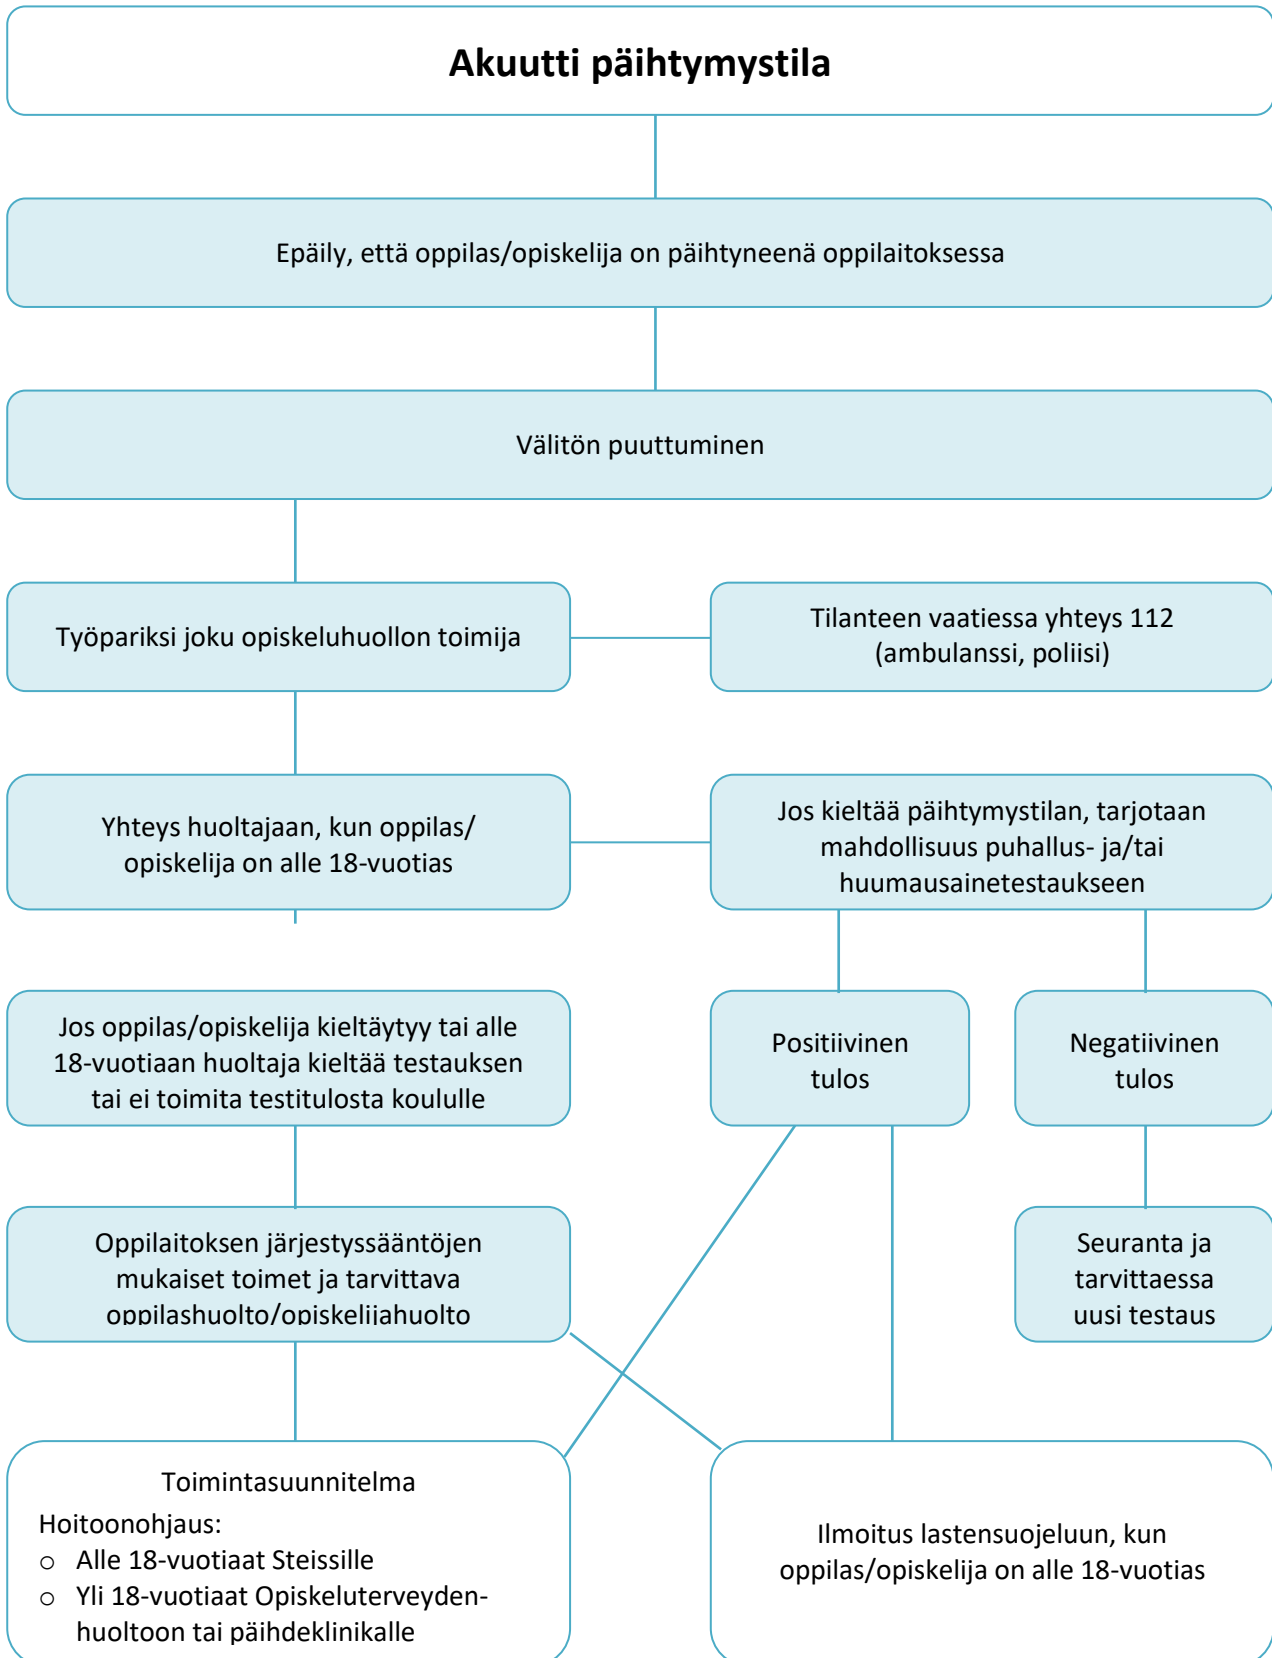 Akuutti päihtymystila
Epäily, että oppilas/opiskelija on päihtyneenä oppilaitoksessa
Välitön puuttuminen
Työpariksi joku opiskeluhuollon toimija
Tilanteen vaatiessa yhteys 112
(ambulanssi, poliisi)
Yhteys huoltajaan, kun oppilas/
opiskelija on alle 18-vuotias
Jos kieltää päihtymystilan, tarjotaan
mahdollisuus puhallus- ja/tai
huumausainetestaukseen
Jos oppilas/opiskelija kieltäytyy tai alle
18-vuotiaan huoltaja kieltää testauksen
tai ei toimita testitulosta koululle
Positiivinen
tulos
Negatiivinen
tulos
Oppilaitoksen järjestyssääntöjen
mukaiset toimet ja tarvittava
oppilashuolto/opiskelijahuolto
Seuranta ja
tarvittaessa
uusi testaus
Toimintasuunnitelma
Hoitoonohjaus:
o Alle 18-vuotiaat Steissille
o Yli 18-vuotiaat Opiskeluterveyden-
huoltoon tai päihdeklinikalle
Ilmoitus lastensuojeluun, kun
oppilas/opiskelija on alle 18-vuotias